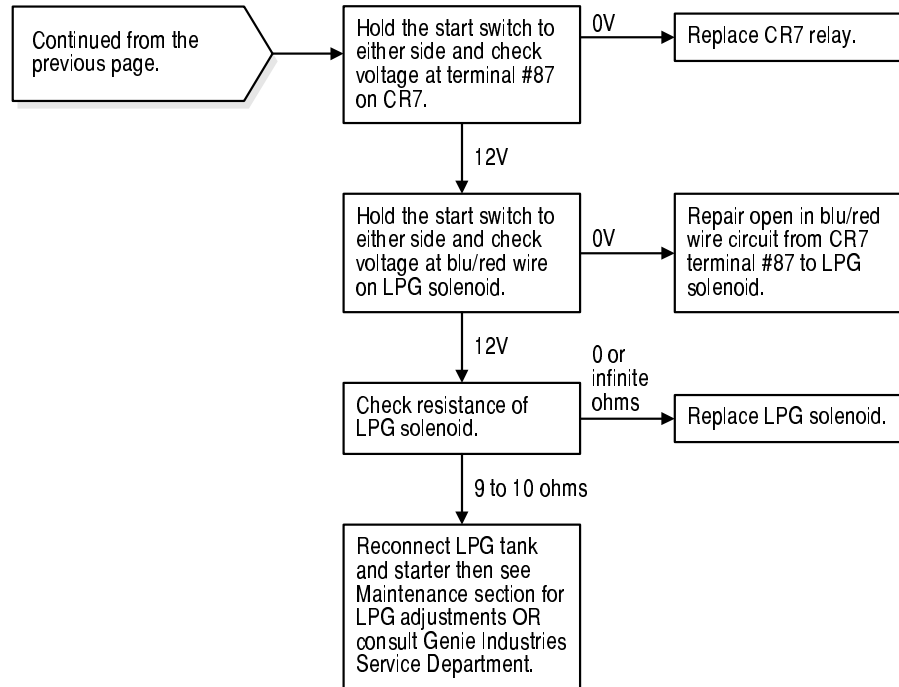 Continued from the
previous page.
Hold the start switch to
either side and check
voltage at terminal #87
on CR7.
0V
Replace CR7 relay.
12V
Hold the start switch to
either side and check
voltage at blu/red wire
on LPG solenoid.
0V
Repair open in blu/red
wire circuit from CR7
terminal #87 to LPG
solenoid.
12V
Check resistance of
LPG solenoid.
0 or
infinite
ohms
Replace LPG solenoid.
9 to 10 ohms
Reconnect LPG tank
and starter then see
Maintenance section for
LPG adjustments OR
consult Genie Industries
Service Department.